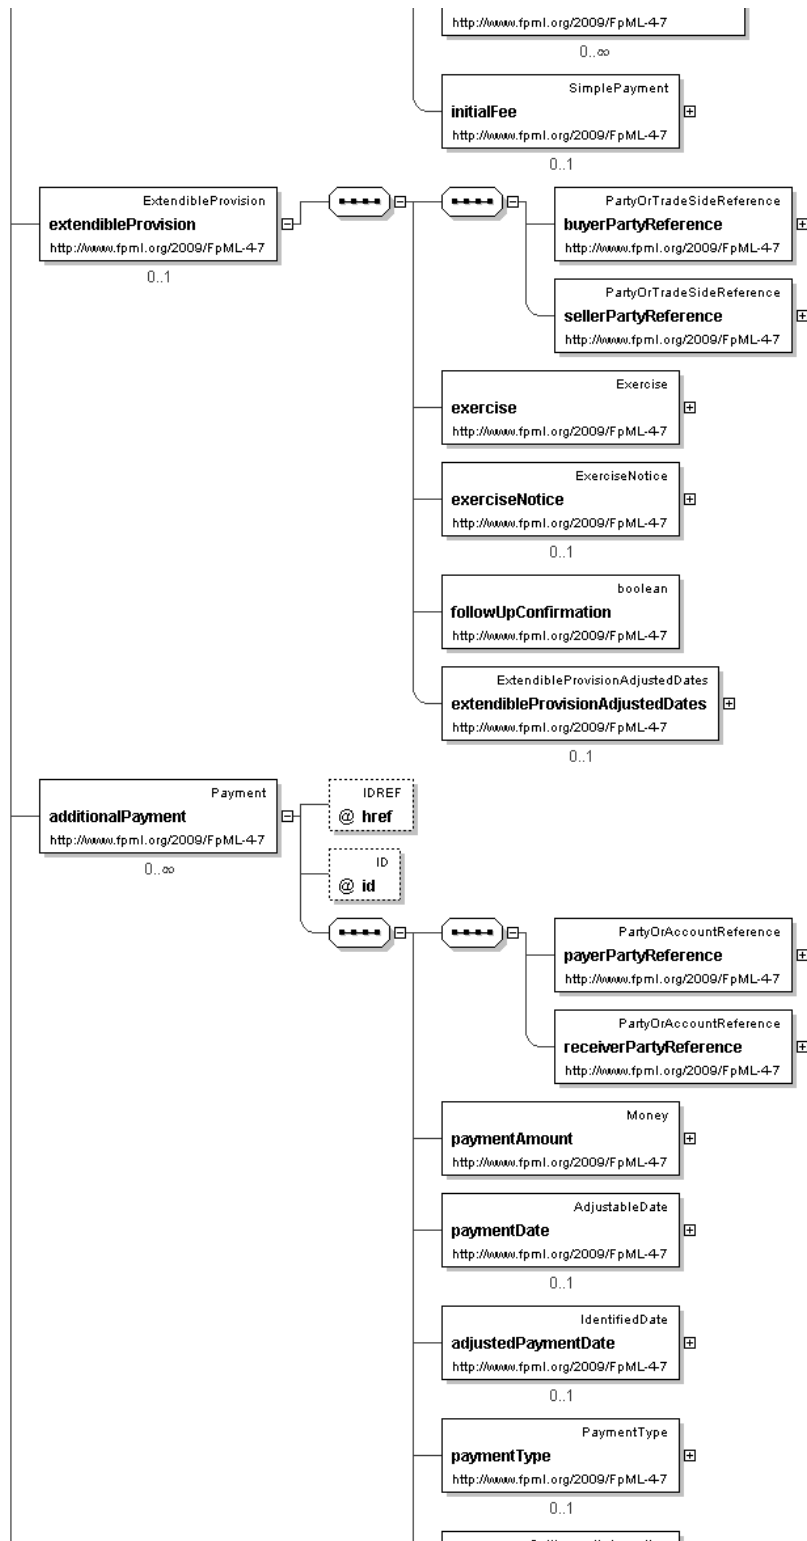 http://www.fpml.org/2009/FpML-4-7
0..∞
SimplePayment
initialFee
http://www.fpml.org/2009/FpML-4-7
0..1
ExtendibleProvision
extendibleProvision
http://www.fpml.org/2009/FpML-4-7
0..1
PartyOrTradeSideReference
buyerPartyReference
http://www.fpml.org/2009/FpML-4-7
PartyOrTradeSideReference
sellerPartyReference
http://www.fpml.org/2009/FpML-4-7
Exercise
exercise
http://www.fpml.org/2009/FpML-4-7
ExerciseNotice
exerciseNotice
http://www.fpml.org/2009/FpML-4-7
0..1
boolean
followUpConfirmation
http://www.fpml.org/2009/FpML-4-7
ExtendibleProvisionAdjustedDates
extendibleProvisionAdjustedDates
http://www.fpml.org/2009/FpML-4-7
0..1
Payment
additionalPayment
http://www.fpml.org/2009/FpML-4-7
0..∞
IDREF
@ href
ID
@ id
PartyOrAccountReference
payerPartyReference
http://www.fpml.org/2009/FpML-4-7
PartyOrAccountReference
receiverPartyReference
http://www.fpml.org/2009/FpML-4-7
Money
paymentAmount
http://www.fpml.org/2009/FpML-4-7
AdjustableDate
paymentDate
http://www.fpml.org/2009/FpML-4-7
0..1
IdentifiedDate
adjustedPaymentDate
http://www.fpml.org/2009/FpML-4-7
0..1
PaymentType
paymentType
http://www.fpml.org/2009/FpML-4-7
0..1